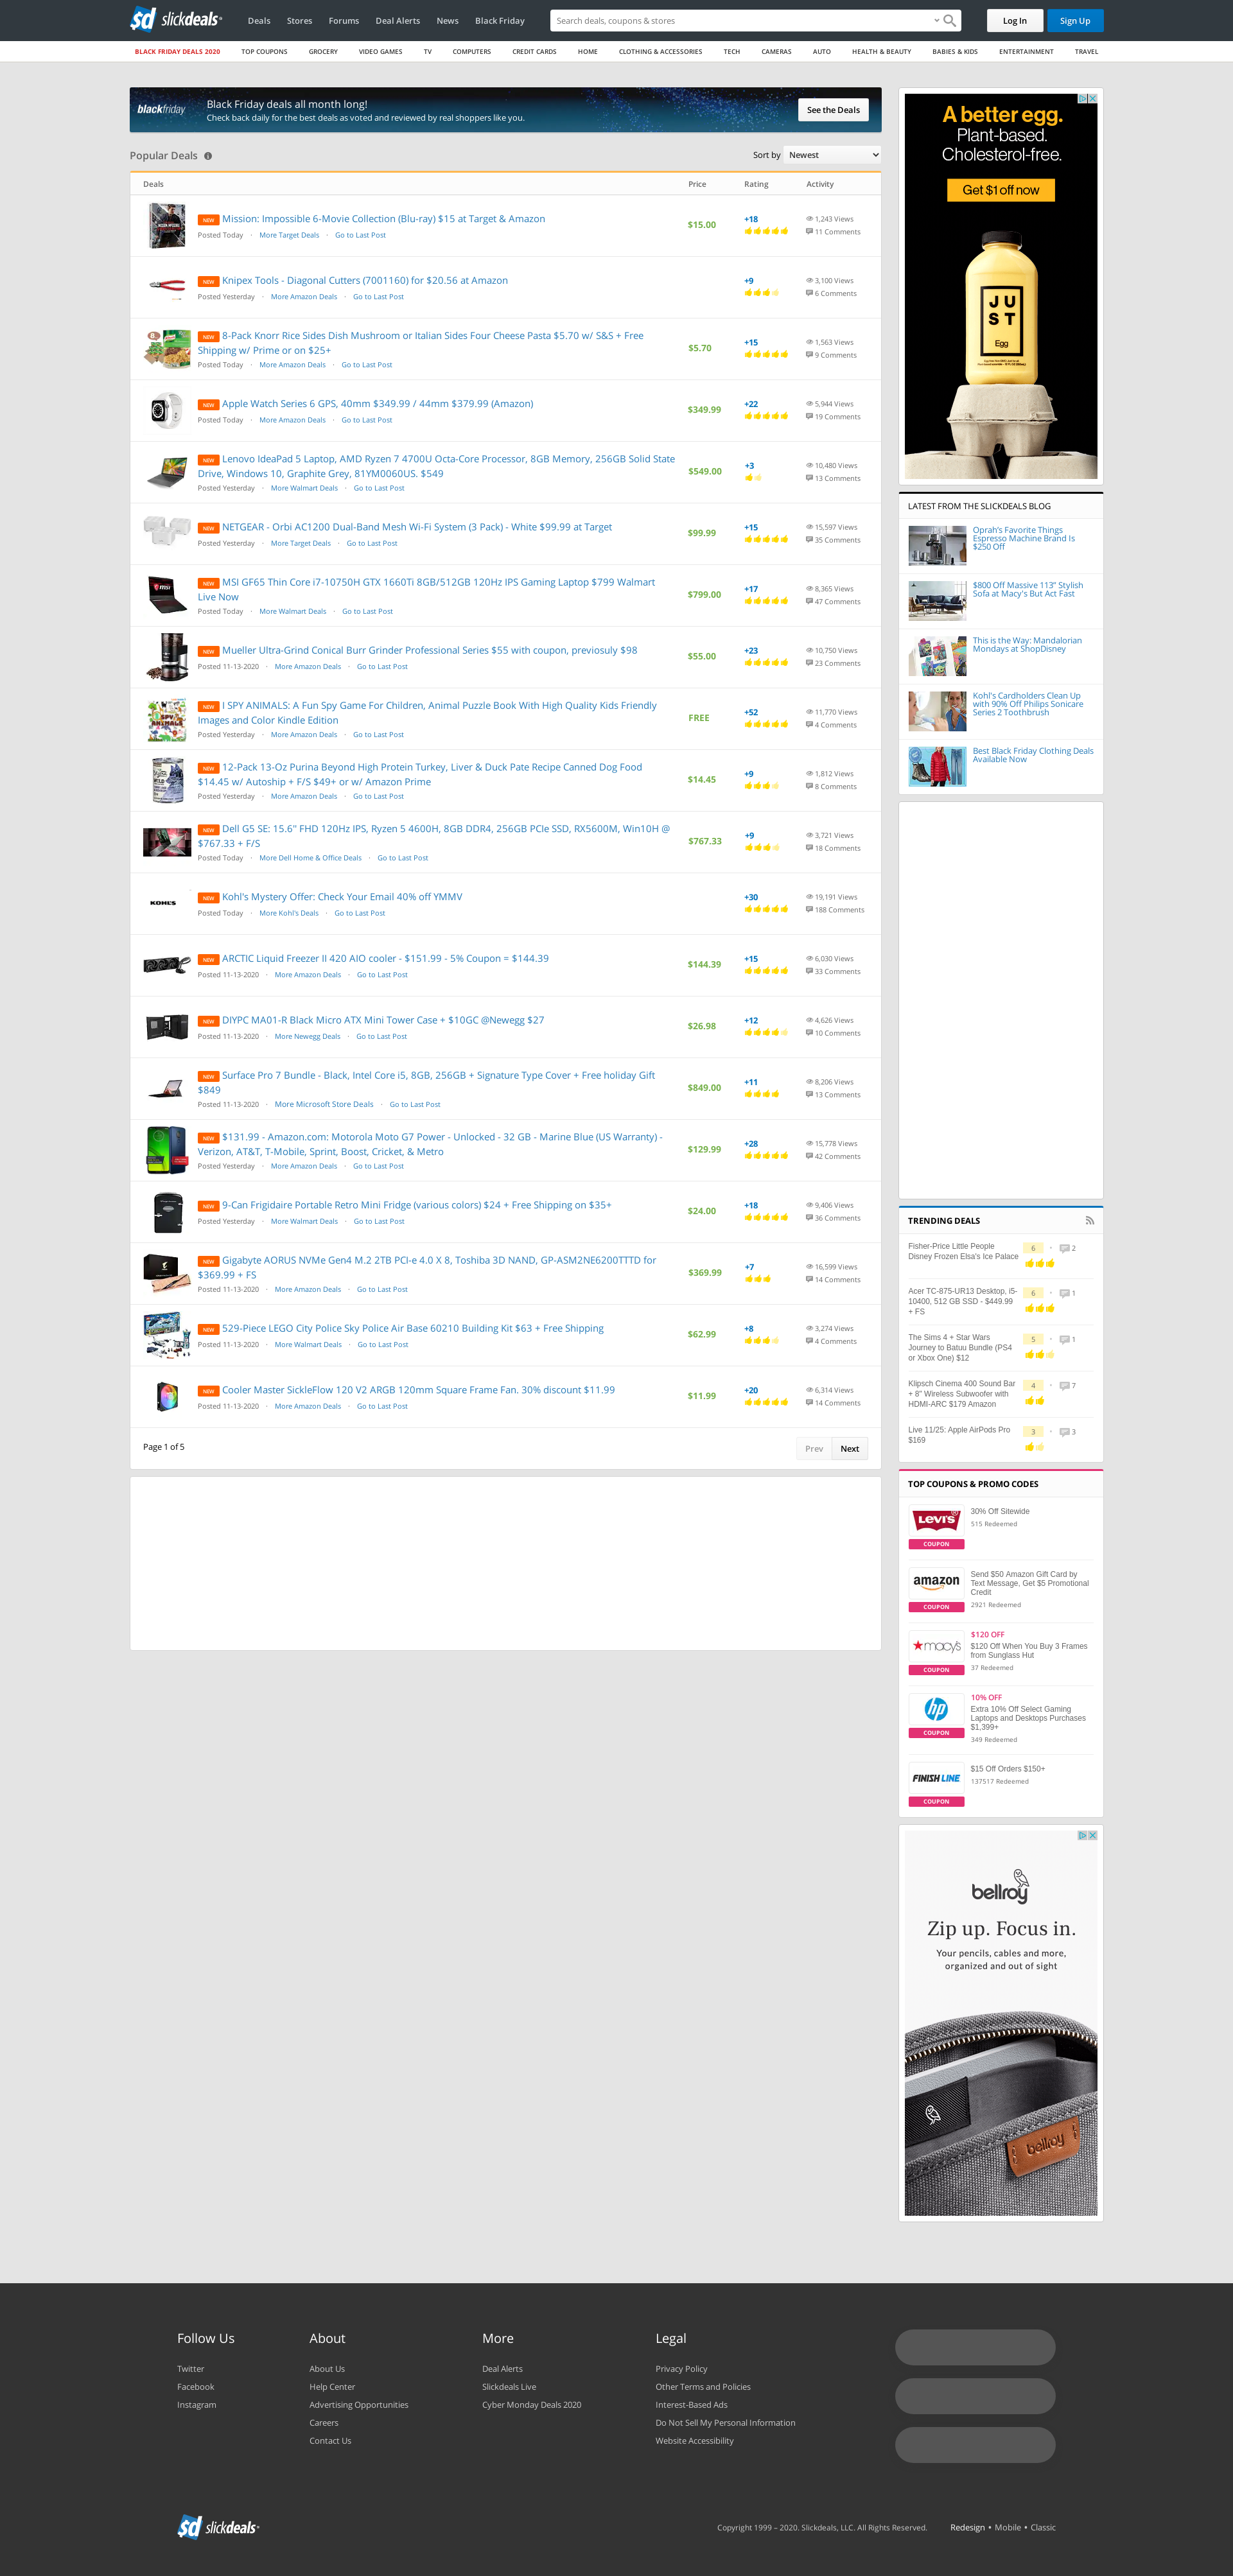 slickdeals
Deals
Stores
Forums
Deal Alerts
News
Black Friday
Search deals, coupons & stores
Log In
Sign Up
BLACK FRIDAY DEALS 2020
TOP COUPONS
GROCERY
VIDEO GAMES
TV
COMPUTERS
CREDIT CARDS
HOME
CLOTHING & ACCESSORIES
TECH
CAMERAS
AUTO
HEALTH & BEAUTY
BABIES & KIDS
ENTERTAINMENT
TRAVEL
blackfriday
Black Friday deals all month long!
Check back daily for the best deals as voted and reviewed by real shoppers like you.
See the Deals
Popular Deals
Sort by Newest
Deals Price Rating Activity
NEW Mission: Impossible 6-Movie Collection (Blu-ray) $15 at Target & Amazon
Posted Today · More Target Deals · Go to Last Post
$15.00
+18
1,243 Views
11 Comments
NEW Knipex Tools - Diagonal Cutters (7001160) for $20.56 at Amazon
Posted Yesterday · More Amazon Deals · Go to Last Post
+9
3,100 Views
6 Comments
NEW 8-Pack Knorr Rice Sides Dish Mushroom or Italian Sides Four Cheese Pasta $5.70 w/ S&S + Free
Shipping w/ Prime or on $25+
Posted Today · More Amazon Deals · Go to Last Post
$5.70
+15
1,563 Views
9 Comments
NEW Apple Watch Series 6 GPS, 40mm $349.99 / 44mm $379.99 (Amazon)
Posted Today · More Amazon Deals · Go to Last Post
$349.99
+22
5,944 Views
19 Comments
NEW Lenovo IdeaPad 5 Laptop, AMD Ryzen 7 4700U Octa-Core Processor, 8GB Memory, 256GB Solid State
Drive, Windows 10, Graphite Grey, 81YM0060US. $549
Posted Yesterday · More Walmart Deals · Go to Last Post
$549.00
+3
10,480 Views
13 Comments
NEW NETGEAR - Orbi AC1200 Dual-Band Mesh Wi-Fi System (3 Pack) - White $99.99 at Target
Posted Yesterday · More Target Deals · Go to Last Post
$99.99
+15
15,597 Views
35 Comments
NEW MSI GF65 Thin Core i7-10750H GTX 1660Ti 8GB/512GB 120Hz IPS Gaming Laptop $799 Walmart
Live Now
Posted Today · More Walmart Deals · Go to Last Post
$799.00
+17
8,365 Views
47 Comments
NEW Mueller Ultra-Grind Conical Burr Grinder Professional Series $55 with coupon, previosuly $98
Posted 11-13-2020 · More Amazon Deals · Go to Last Post
$55.00
+23
10,750 Views
23 Comments
NEW I SPY ANIMALS: A Fun Spy Game For Children, Animal Puzzle Book With High Quality Kids Friendly
Images and Color Kindle Edition
Posted Yesterday · More Amazon Deals · Go to Last Post
FREE
+52
11,770 Views
4 Comments
NEW 12-Pack 13-Oz Purina Beyond High Protein Turkey, Liver & Duck Pate Recipe Canned Dog Food
$14.45 w/ Autoship + F/S $49+ or w/ Amazon Prime
Posted Yesterday · More Amazon Deals · Go to Last Post
$14.45
+9
1,812 Views
8 Comments
NEW Dell G5 SE: 15.6'' FHD 120Hz IPS, Ryzen 5 4600H, 8GB DDR4, 256GB PCIe SSD, RX5600M, Win10H @
$767.33 + F/S
Posted Today · More Dell Home & Office Deals · Go to Last Post
$767.33
+9
3,721 Views
18 Comments
KOHL'S
NEW Kohl's Mystery Offer: Check Your Email 40% off YMMV
Posted Today · More Kohl's Deals · Go to Last Post
+30
19,191 Views
188 Comments
NEW ARCTIC Liquid Freezer II 420 AIO cooler - $151.99 - 5% Coupon = $144.39
Posted 11-13-2020 · More Amazon Deals · Go to Last Post
$144.39
+15
6,030 Views
33 Comments
NEW DIYPC MA01-R Black Micro ATX Mini Tower Case + $10GC @Newegg $27
Posted 11-13-2020 · More Newegg Deals · Go to Last Post
$26.98
+12
4,626 Views
10 Comments
NEW Surface Pro 7 Bundle - Black, Intel Core i5, 8GB, 256GB + Signature Type Cover + Free holiday Gift
$849
Posted 11-13-2020 · More Microsoft Store Deals · Go to Last Post
$849.00
+11
8,206 Views
13 Comments
NEW $131.99 - Amazon.com: Motorola Moto G7 Power - Unlocked - 32 GB - Marine Blue (US Warranty) -
Verizon, AT&T, T-Mobile, Sprint, Boost, Cricket, & Metro
Posted Yesterday · More Amazon Deals · Go to Last Post
$129.99
+28
15,778 Views
42 Comments
NEW 9-Can Frigidaire Portable Retro Mini Fridge (various colors) $24 + Free Shipping on $35+
Posted Yesterday · More Walmart Deals · Go to Last Post
$24.00
+18
9,406 Views
36 Comments
NEW Gigabyte AORUS NVMe Gen4 M.2 2TB PCI-e 4.0 X 8, Toshiba 3D NAND, GP-ASM2NE6200TTTD for
$369.99 + FS
Posted 11-13-2020 · More Amazon Deals · Go to Last Post
$369.99
+7
16,599 Views
14 Comments
NEW 529-Piece LEGO City Police Sky Police Air Base 60210 Building Kit $63 + Free Shipping
Posted 11-13-2020 · More Walmart Deals · Go to Last Post
$62.99
+8
3,274 Views
4 Comments
NEW Cooler Master SickleFlow 120 V2 ARGB 120mm Square Frame Fan. 30% discount $11.99
Posted 11-13-2020 · More Amazon Deals · Go to Last Post
$11.99
+20
6,314 Views
14 Comments
Page 1 of 5
Prev
Next
A better egg.
Plant-based.
Cholesterol-free.
Get $1 off now
JUST
Egg
LATEST FROM THE SLICKDEALS BLOG
Oprah's Favorite Things
Espresso Machine Brand Is
$250 Off
$800 Off Massive 113" Stylish
Sofa at Macy's But Act Fast
This is the Way: Mandalorian
Mondays at ShopDisney
Kohl's Cardholders Clean Up
with 90% Off Philips Sonicare
Series 2 Toothbrush
Best Black Friday Clothing Deals
Available Now
TRENDING DEALS
Fisher-Price Little People
Disney Frozen Elsa's Ice Palace
6 · 2
Acer TC-875-UR13 Desktop, i5-
10400, 512 GB SSD - $449.99
+ FS
6 · 1
The Sims 4 + Star Wars
Journey to Batuu Bundle (PS4
or Xbox One) $12
5 · 1
Klipsch Cinema 400 Sound Bar
+ 8" Wireless Subwoofer with
HDMI-ARC $179 Amazon
4 · 7
Live 11/25: Apple AirPods Pro
$169
3 · 3
TOP COUPONS & PROMO CODES
LEVI'S
COUPON
30% Off Sitewide
515 Redeemed
amazon
COUPON
Send $50 Amazon Gift Card by
Text Message, Get $5 Promotional
Credit
2921 Redeemed
macy's
COUPON
$120 OFF
$120 Off When You Buy 3 Frames
from Sunglass Hut
37 Redeemed
hp
COUPON
10% OFF
Extra 10% Off Select Gaming
Laptops and Desktops Purchases
$1,399+
349 Redeemed
FINISH LINE
COUPON
$15 Off Orders $150+
137517 Redeemed
bellroy
Zip up. Focus in.
Your pencils, cables and more,
organized and out of sight
bellroy
Follow Us
Twitter
Facebook
Instagram
About
About Us
Help Center
Advertising Opportunities
Careers
Contact Us
More
Deal Alerts
Slickdeals Live
Cyber Monday Deals 2020
Legal
Privacy Policy
Other Terms and Policies
Interest-Based Ads
Do Not Sell My Personal Information
Website Accessibility
slickdeals
Copyright 1999 – 2020. Slickdeals, LLC. All Rights Reserved.
Redesign • Mobile • Classic